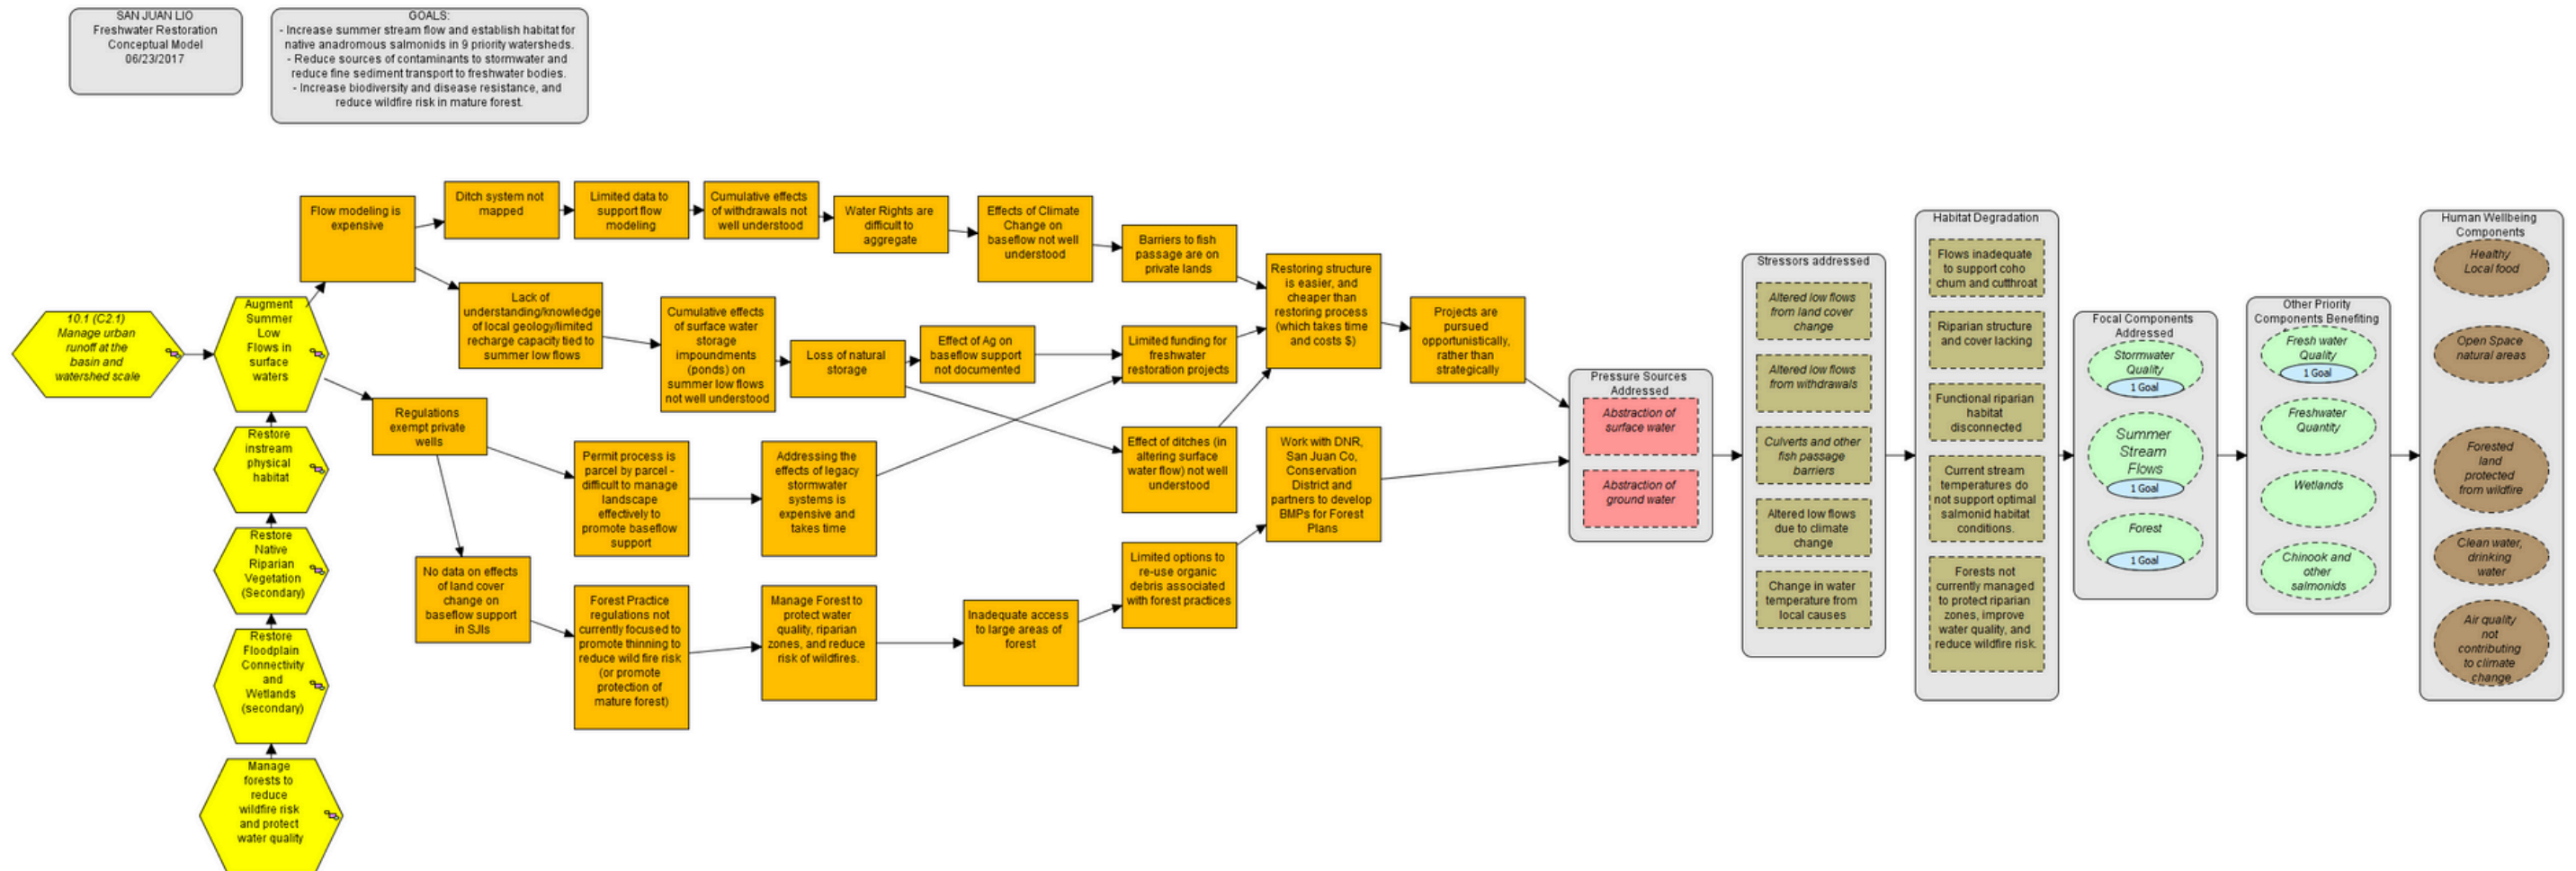 SAN JUAN LIO
Freshwater Restoration
Conceptual Model
06/23/2017
GOALS:
- Increase summer stream flow and establish habitat for
native anadromous salmonids in 9 priority watersheds.
- Reduce sources of contaminants to stormwater and
reduce fine sediment transport to freshwater bodies.
- Increase biodiversity and disease resistance, and
reduce wildfire risk in mature forest.
10.1 (C2.1)
Manage urban
runoff at the
basin and
watershed scale
Augment
Summer
Low
Flows in
surface
waters
Restore
instream
physical
habitat
Restore
Native
Riparian
Vegetation
(Secondary)
Restore
Floodplain
Connectivity
and
Wetlands
(secondary)
Manage
forests to
reduce
wildfire risk
and protect
water quality
Flow modeling is
expensive
Ditch system not
mapped
Limited data to
support flow
modeling
Cumulative effects
of withdrawals not
well understood
Water Rights are
difficult to
aggregate
Effects of Climate
Change on
baseflow not well
understood
Barriers to fish
passage are on
private lands
Lack of
understanding/knowledge
of local geology/limited
recharge capacity tied to
summer low flows
Cumulative effects
of surface water
storage
impoundments
(ponds) on
summer low flows
not well understood
Loss of natural
storage
Effect of Ag on
baseflow support
not documented
Limited funding for
freshwater
restoration projects
Restoring structure
is easier, and
cheaper than
restoring process
(which takes time
and costs $)
Projects are
pursued
opportunistically,
rather than
strategically
Regulations
exempt private
wells
Permit process is
parcel by parcel -
difficult to manage
landscape
effectively to
promote baseflow
support
Addressing the
effects of legacy
stormwater
systems is
expensive and
takes time
Effect of ditches (in
altering surface
water flow) not well
understood
Work with DNR,
San Juan Co,
Conservation
District and
partners to develop
BMPs for Forest
Plans
No data on effects
of land cover
change on
baseflow support
in SJIs
Forest Practice
regulations not
currently focused to
promote thinning to
reduce wild fire risk
(or promote
protection of
mature forest)
Manage Forest to
protect water
quality, riparian
zones, and reduce
risk of wildfires.
Inadequate access
to large areas of
forest
Limited options to
re-use organic
debris associated
with forest practices
Pressure Sources
Addressed
Abstraction of
surface water
Abstraction of
ground water
Stressors addressed
Altered low flows
from land cover
change
Altered low flows
from withdrawals
Culverts and other
fish passage
barriers
Altered low flows
due to climate
change
Change in water
temperature from
local causes
Habitat Degradation
Flows inadequate
to support coho
chum and cutthroat
Riparian structure
and cover lacking
Functional riparian
habitat
disconnected
Current stream
temperatures do
not support optimal
salmonid habitat
conditions.
Forests not
currently managed
to protect riparian
zones, improve
water quality, and
reduce wildfire risk.
Focal Components
Addressed
Stormwater
Quality
1 Goal
Summer
Stream
Flows
1 Goal
Forest
1 Goal
Other Priority
Components Benefiting
Fresh water
Quality
1 Goal
Freshwater
Quantity
Wetlands
Chinook and
other
salmonids
Human Wellbeing
Components
Healthy
Local food
Open Space
natural areas
Forested
land
protected
from wildfire
Clean water,
drinking
water
Air quality
not
contributing
to climate
change